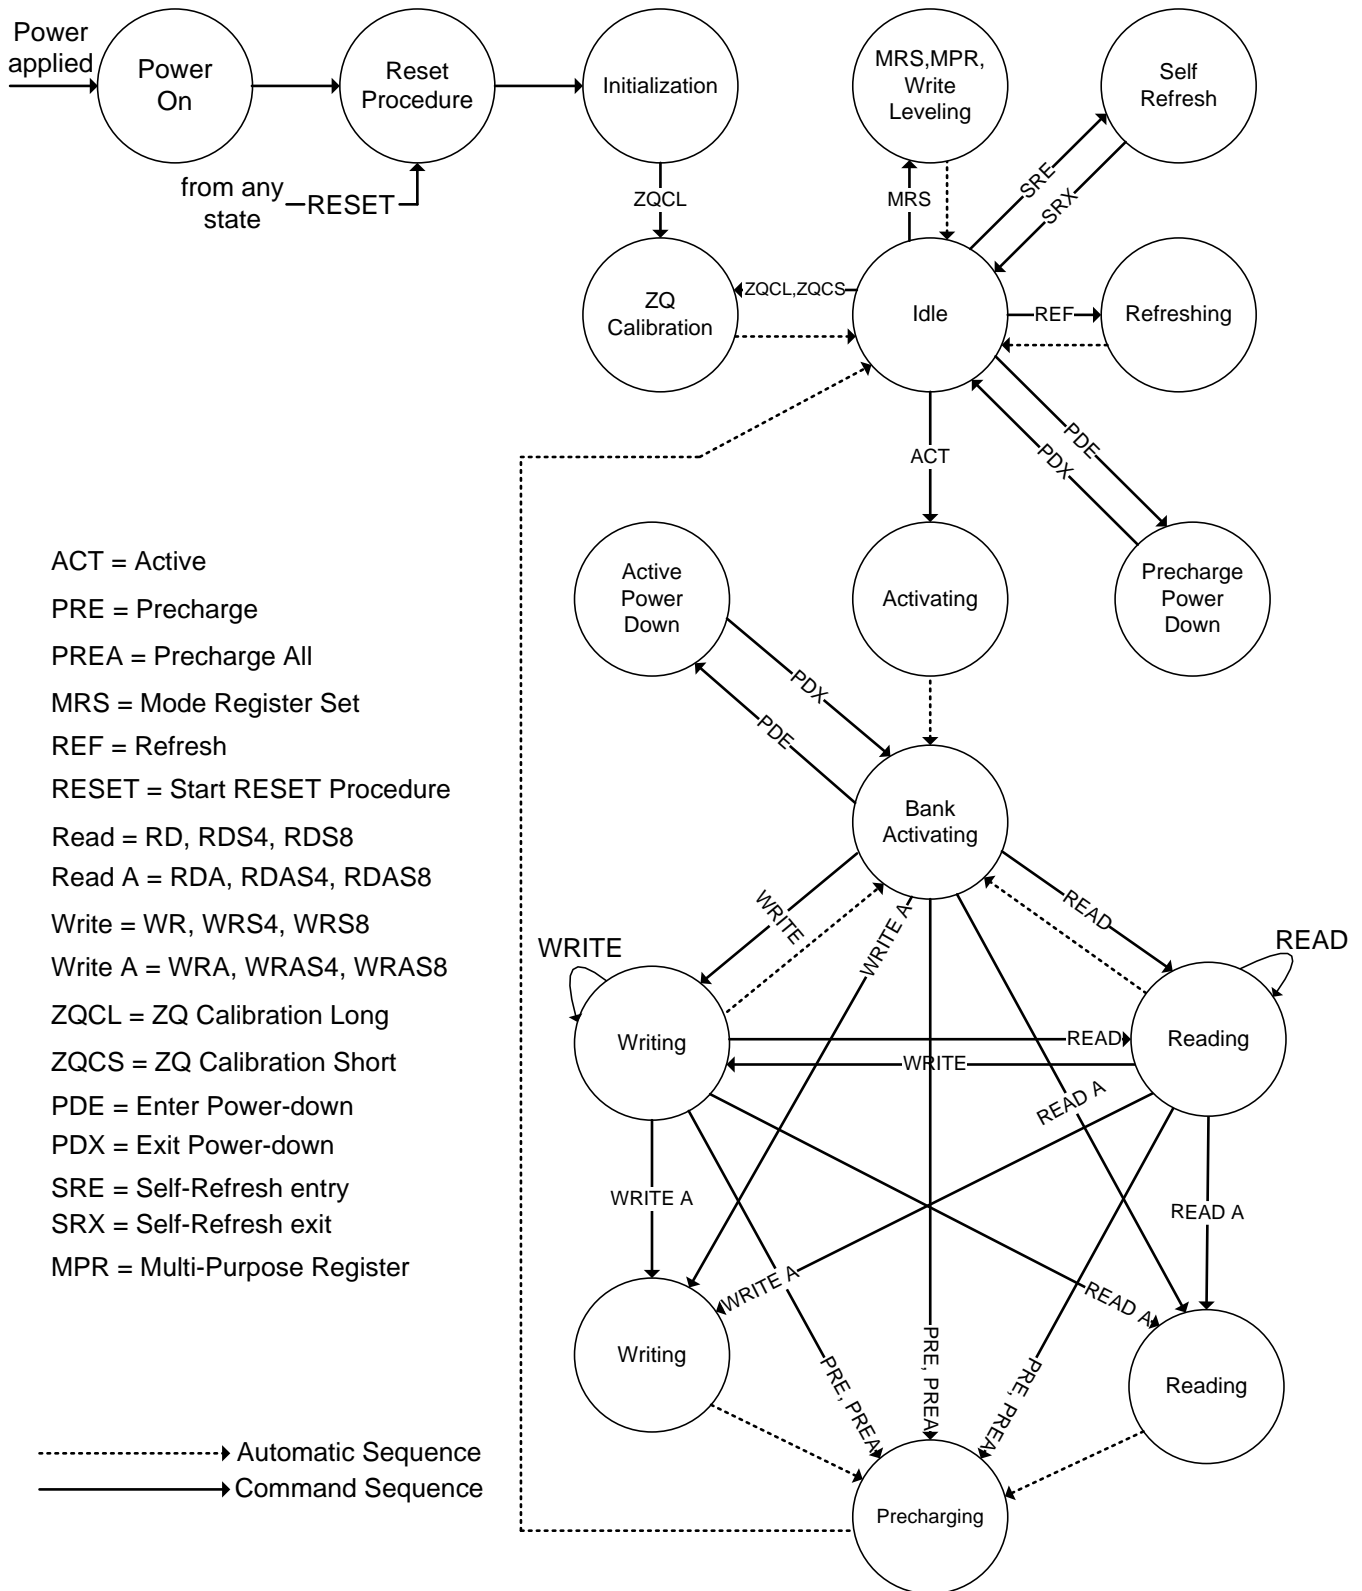 Power
applied
Power
On
Reset
Procedure
Initialization
MRS,MPR,
Write
Leveling
Self
Refresh
from any
state
RESET
ZQCL
MRS
SRE
SRX
ZQ
Calibration
ZQCL,ZQCS
Idle
REF
Refreshing
ACT
PDE
PDX
Active
Power
Down
Activating
Precharge
Power
Down
PDX
PDE
Bank
Activating
ACT = Active
PRE = Precharge
PREA = Precharge All
MRS = Mode Register Set
REF = Refresh
RESET = Start RESET Procedure
Read = RD, RDS4, RDS8
Read A = RDA, RDAS4, RDAS8
Write = WR, WRS4, WRS8
Write A = WRA, WRAS4, WRAS8
ZQCL = ZQ Calibration Long
ZQCS = ZQ Calibration Short
PDE = Enter Power-down
PDX = Exit Power-down
SRE = Self-Refresh entry
SRX = Self-Refresh exit
MPR = Multi-Purpose Register
WRITE
WRITE
WRITE A
READ
READ
Writing
READ
WRITE
Reading
READ A
WRITE A
READ A
WRITE A
READ A
Writing
PRE, PREA
PRE, PREA
PRE, PREA
Reading
Precharging
Automatic Sequence
Command Sequence